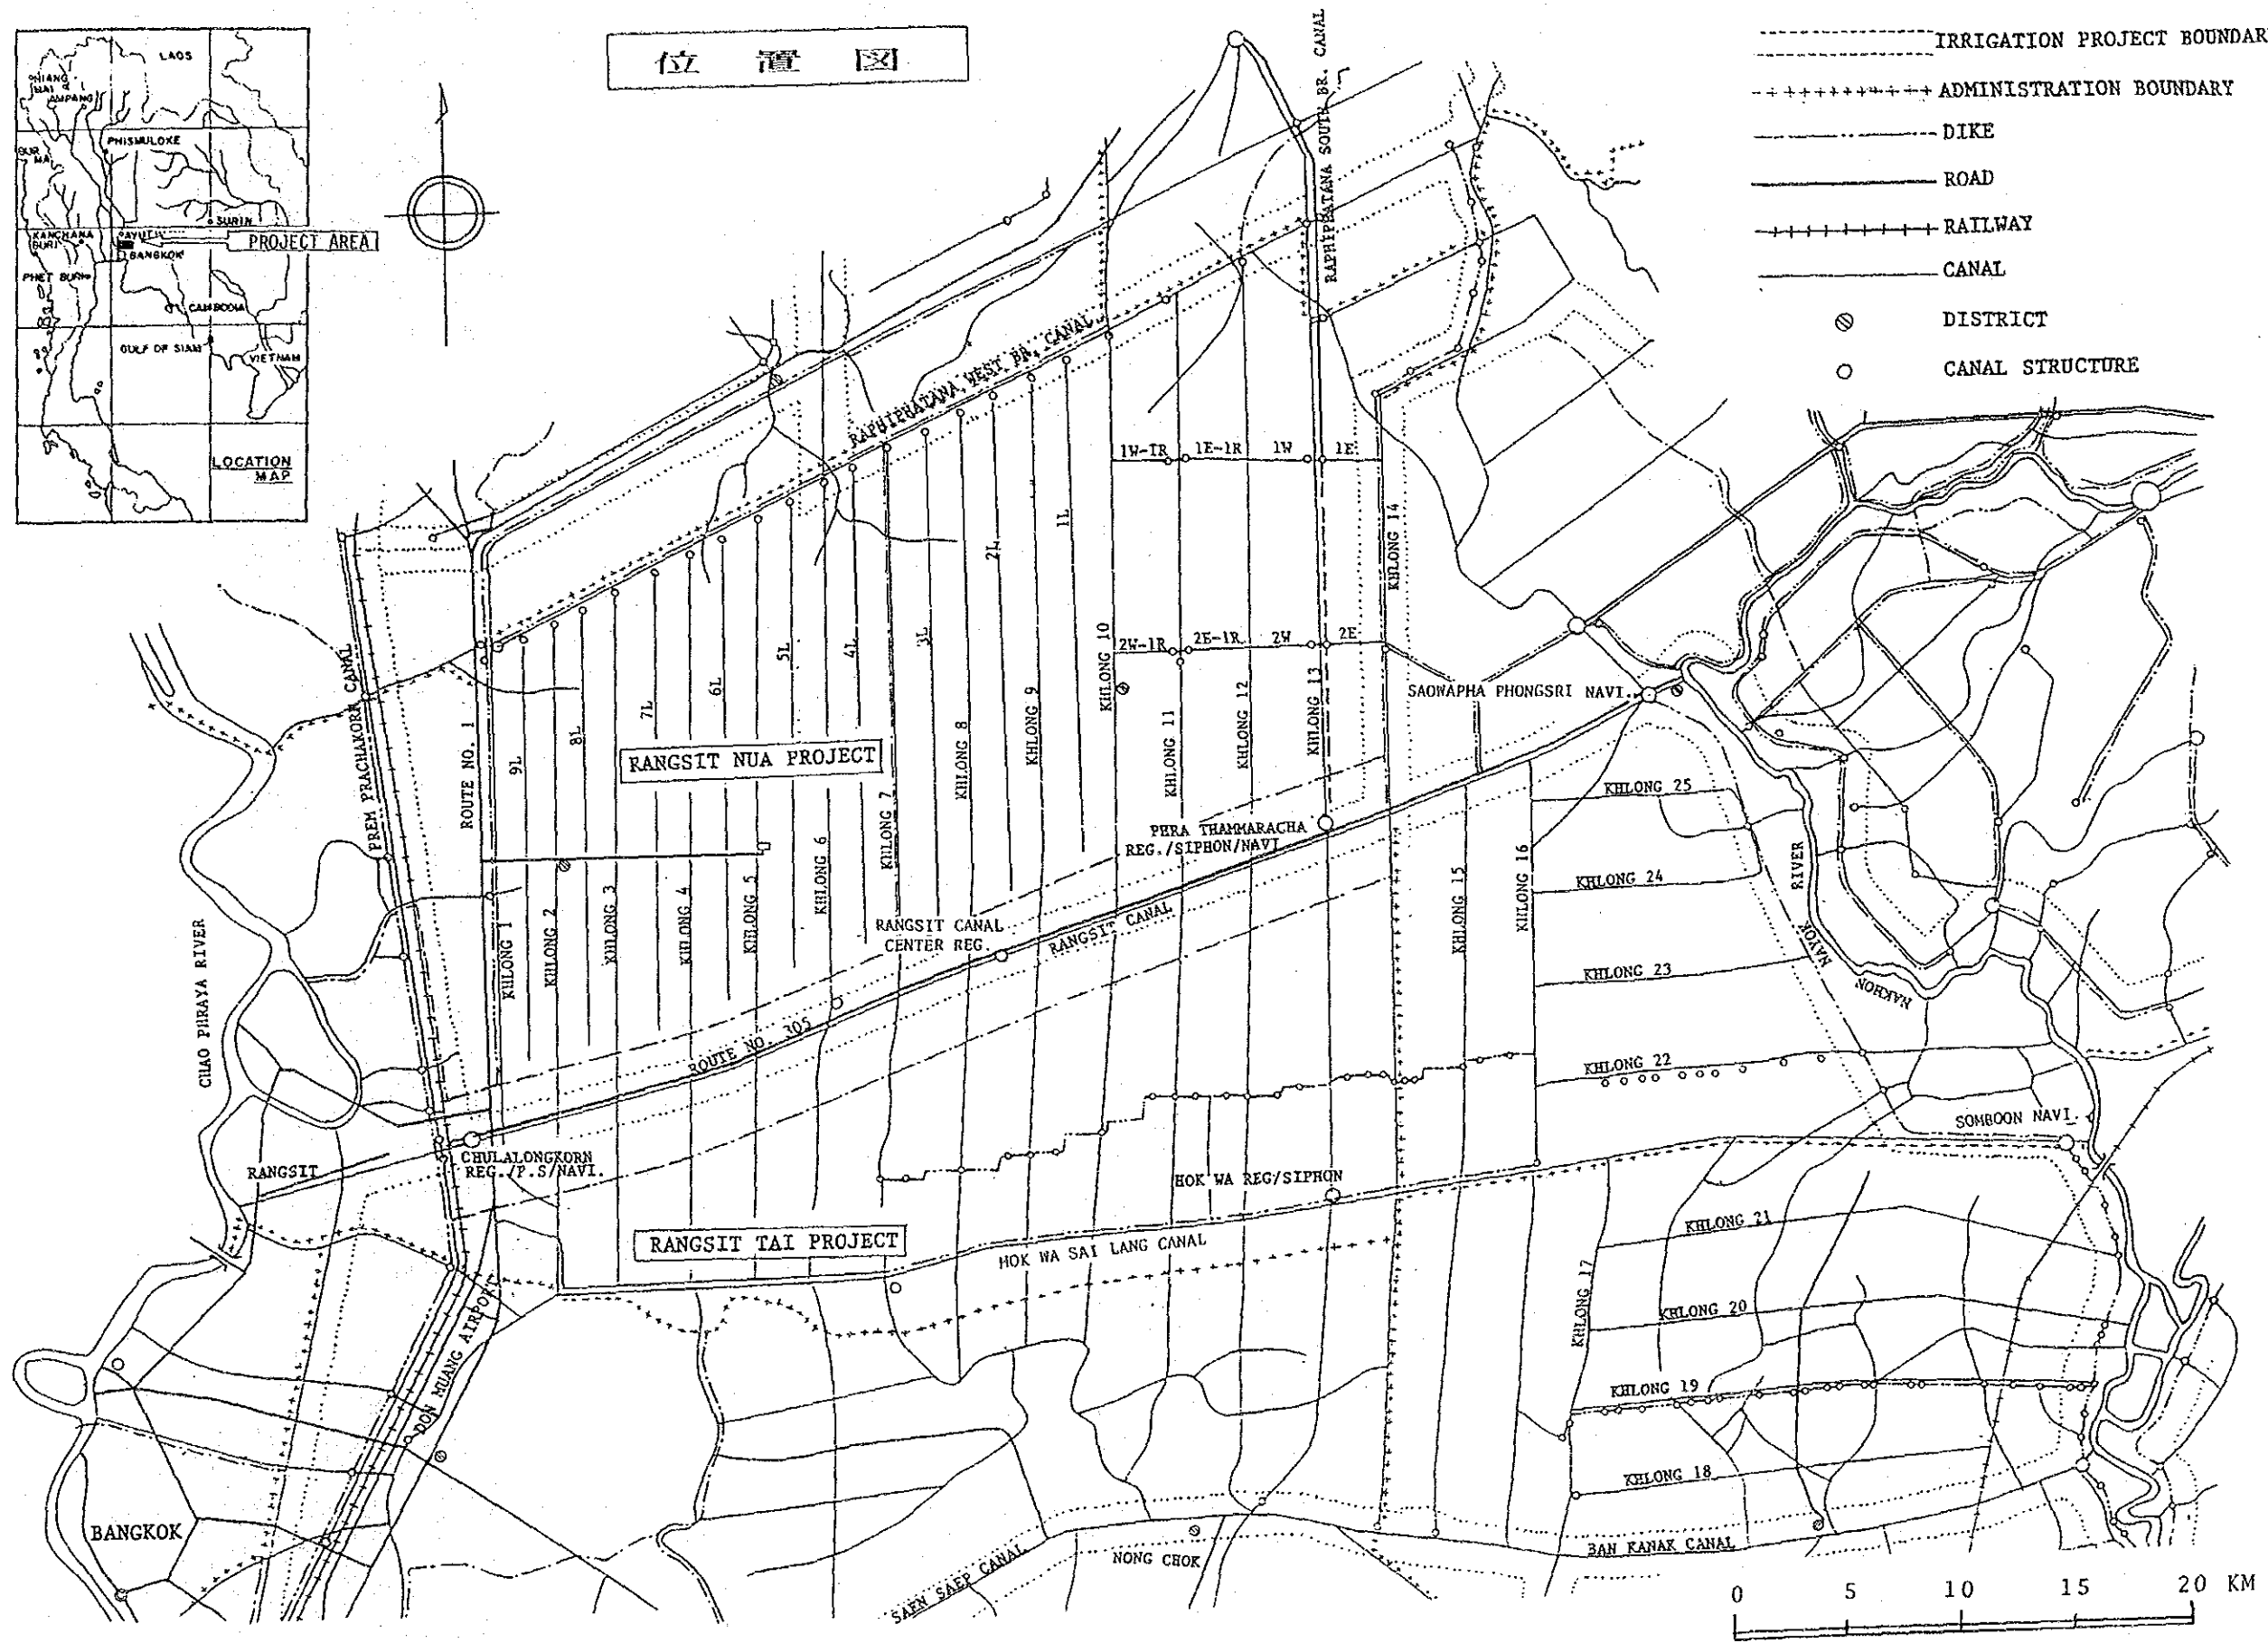 位置図
LAOS
PHISNULOKE
SURIN
KANCHANA
BURI
PROJECT AREA
BANGKOK
PHET BURI
CAMBODIA
GULF OF SIAM
VIETNAM
LOCATION
MAP
IRRIGATION PROJECT BOUNDAR
ADMINISTRATION BOUNDARY
DIKE
ROAD
RAILWAY
CANAL
DISTRICT
CANAL STRUCTURE
RAPHIPHATANA SOUTH BR. CANAL
RAPHIPHATANA WEST BR. CANAL
1W-1R
1E-1R
1W
1E
2W-1R
2E-1R
2W
2E
1L
2L
3L
4L
5L
6L
7L
8L
9L
KHLONG 14
KHLONG 10
KHLONG 9
KHLONG 8
KHLONG 11
KHLONG 12
KHLONG 13
KHLONG 7
KHLONG 6
KHLONG 5
KHLONG 4
KHLONG 3
KHLONG 2
KHLONG 1
PREM PRACHAKORN CANAL
ROUTE NO. 1
RANGSIT NUA PROJECT
SAOWAPHA PHONGSRI NAVI.
PHRA THAMMARACHA
REG./SIPHON/NAVI
RANGSIT CANAL
CENTER REG.
RANGSIT CANAL
ROUTE NO. 305
KHLONG 15
KHLONG 16
KHLONG 25
KHLONG 24
KHLONG 23
KHLONG 22
NAKHON
NAYOK
RIVER
CHAO PHRAYA RIVER
RANGSIT
CHULALONGKORN
REG./P.S/NAVI.
HOK WA REG/SIPHON
SOMBOON NAVI.
RANGSIT TAI PROJECT
HOK WA SAI LANG CANAL
KHLONG 17
KHLONG 21
KHLONG 20
KHLONG 19
KHLONG 18
DON MUANG AIRPORT
BANGKOK
SAEN SAEP CANAL
NONG CHOK
BAN KANAK CANAL
0 5 10 15 20 KM